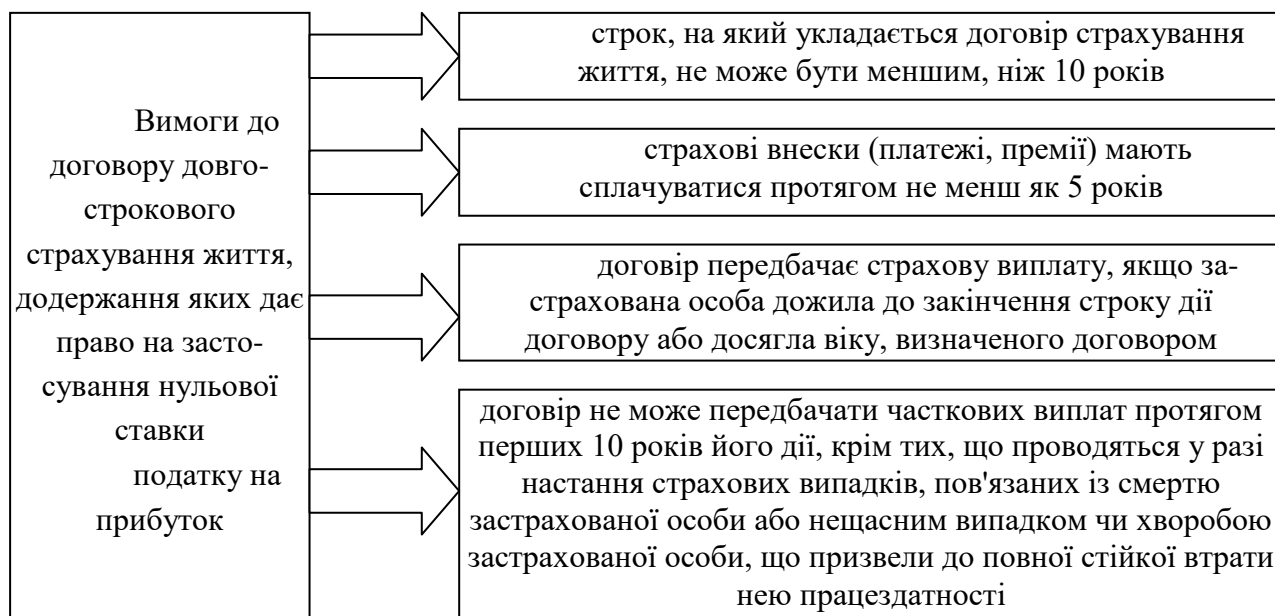 Вимоги до
договору довго-
строкового
страхування життя,
додержання яких дає
право на засто-
сування нульової
ставки
податку на
прибуток
строк, на який укладається договір страхування
життя, не може бути меншим, ніж 10 років
страхові внески (платежі, премії) мають
сплачуватися протягом не менш як 5 років
договір передбачає страхову виплату, якщо за-
страхована особа дожила до закінчення строку дії
договору або досягла віку, визначеного договором
договір не може передбачати часткових виплат протягом
перших 10 років його дії, крім тих, що проводяться у разі
настання страхових випадків, пов'язаних із смертю
застрахованої особи або нещасним випадком чи хворобою
застрахованої особи, що призвели до повної стійкої втрати
нею працездатності